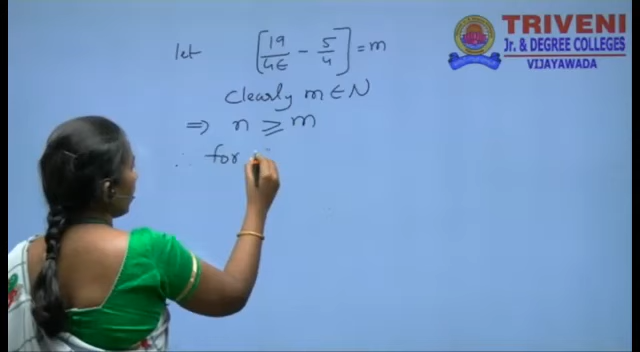 let [19/4ϵ − 5/4] = m
clearly m ∈ N
⇒ n ≥ m
∴ for
TRIVENI
Jr. & DEGREE COLLEGES
VIJAYAWADA